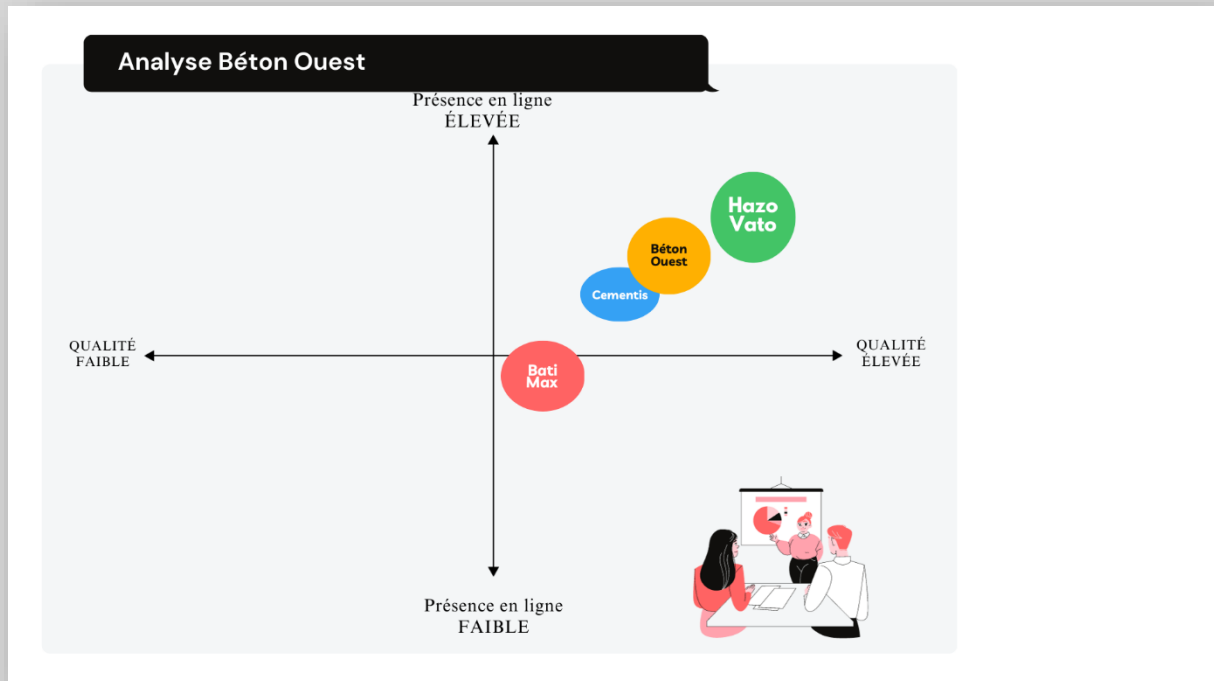 Analyse Béton Ouest
Présence en ligne
ÉLEVÉE
Hazo
Vato
Béton
Ouest
Cementis
QUALITÉ
FAIBLE
QUALITÉ
ÉLEVÉE
Bati
Max
Présence en ligne
FAIBLE